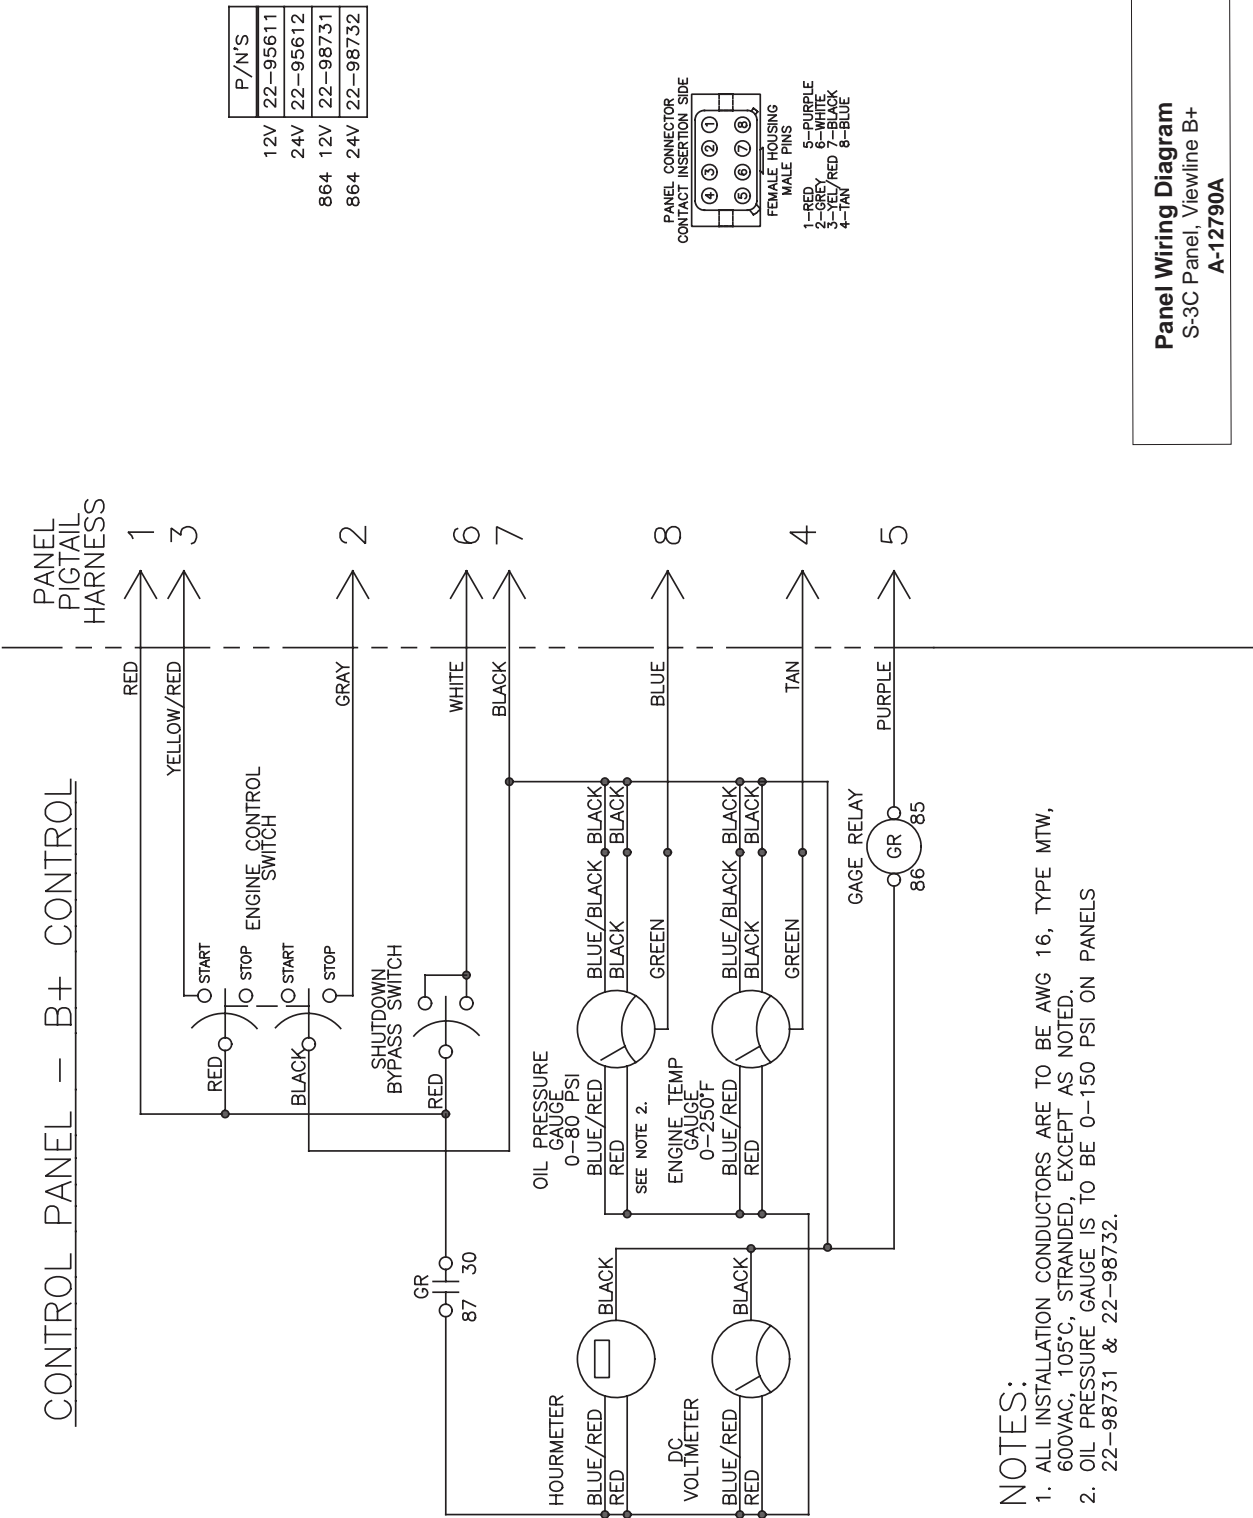 CONTROL PANEL - B+ CONTROL
PANEL
PIGTAIL
HARNESS
RED
1
YELLOW/RED
3
GRAY
2
WHITE
6
BLACK
7
BLUE
8
TAN
4
PURPLE
5
START
STOP
ENGINE CONTROL
SWITCH
START
STOP
RED
BLACK
SHUTDOWN
BYPASS SWITCH
RED
GR
87
30
OIL PRESSURE
GAUGE
0-80 PSI
BLUE/RED
RED
SEE NOTE 2.
BLUE/BLACK
BLACK
BLACK
BLACK
GREEN
ENGINE TEMP
GAUGE
0-250°F
BLUE/RED
RED
BLUE/BLACK
BLACK
BLACK
BLACK
GREEN
GAGE RELAY
86
GR
85
HOURMETER
BLUE/RED
RED
BLACK
DC
VOLTMETER
BLUE/RED
RED
BLACK
NOTES:
1. ALL INSTALLATION CONDUCTORS ARE TO BE AWG 16, TYPE MTW,
600VAC, 105°C, STRANDED, EXCEPT AS NOTED.
2. OIL PRESSURE GAUGE IS TO BE 0-150 PSI ON PANELS
22-98731 & 22-98732.
P/N'S
12V 22-95611
24V 22-95612
864 12V 22-98731
864 24V 22-98732
PANEL CONNECTOR
CONTACT INSERTION SIDE
4 3 2 1
5 6 7 8
FEMALE HOUSING
MALE PINS
1-RED 5-PURPLE
2-GREY 6-WHITE
3-YEL/RED 7-BLACK
4-TAN 8-BLUE
Panel Wiring Diagram
S-3C Panel, Viewline B+
A-12790A